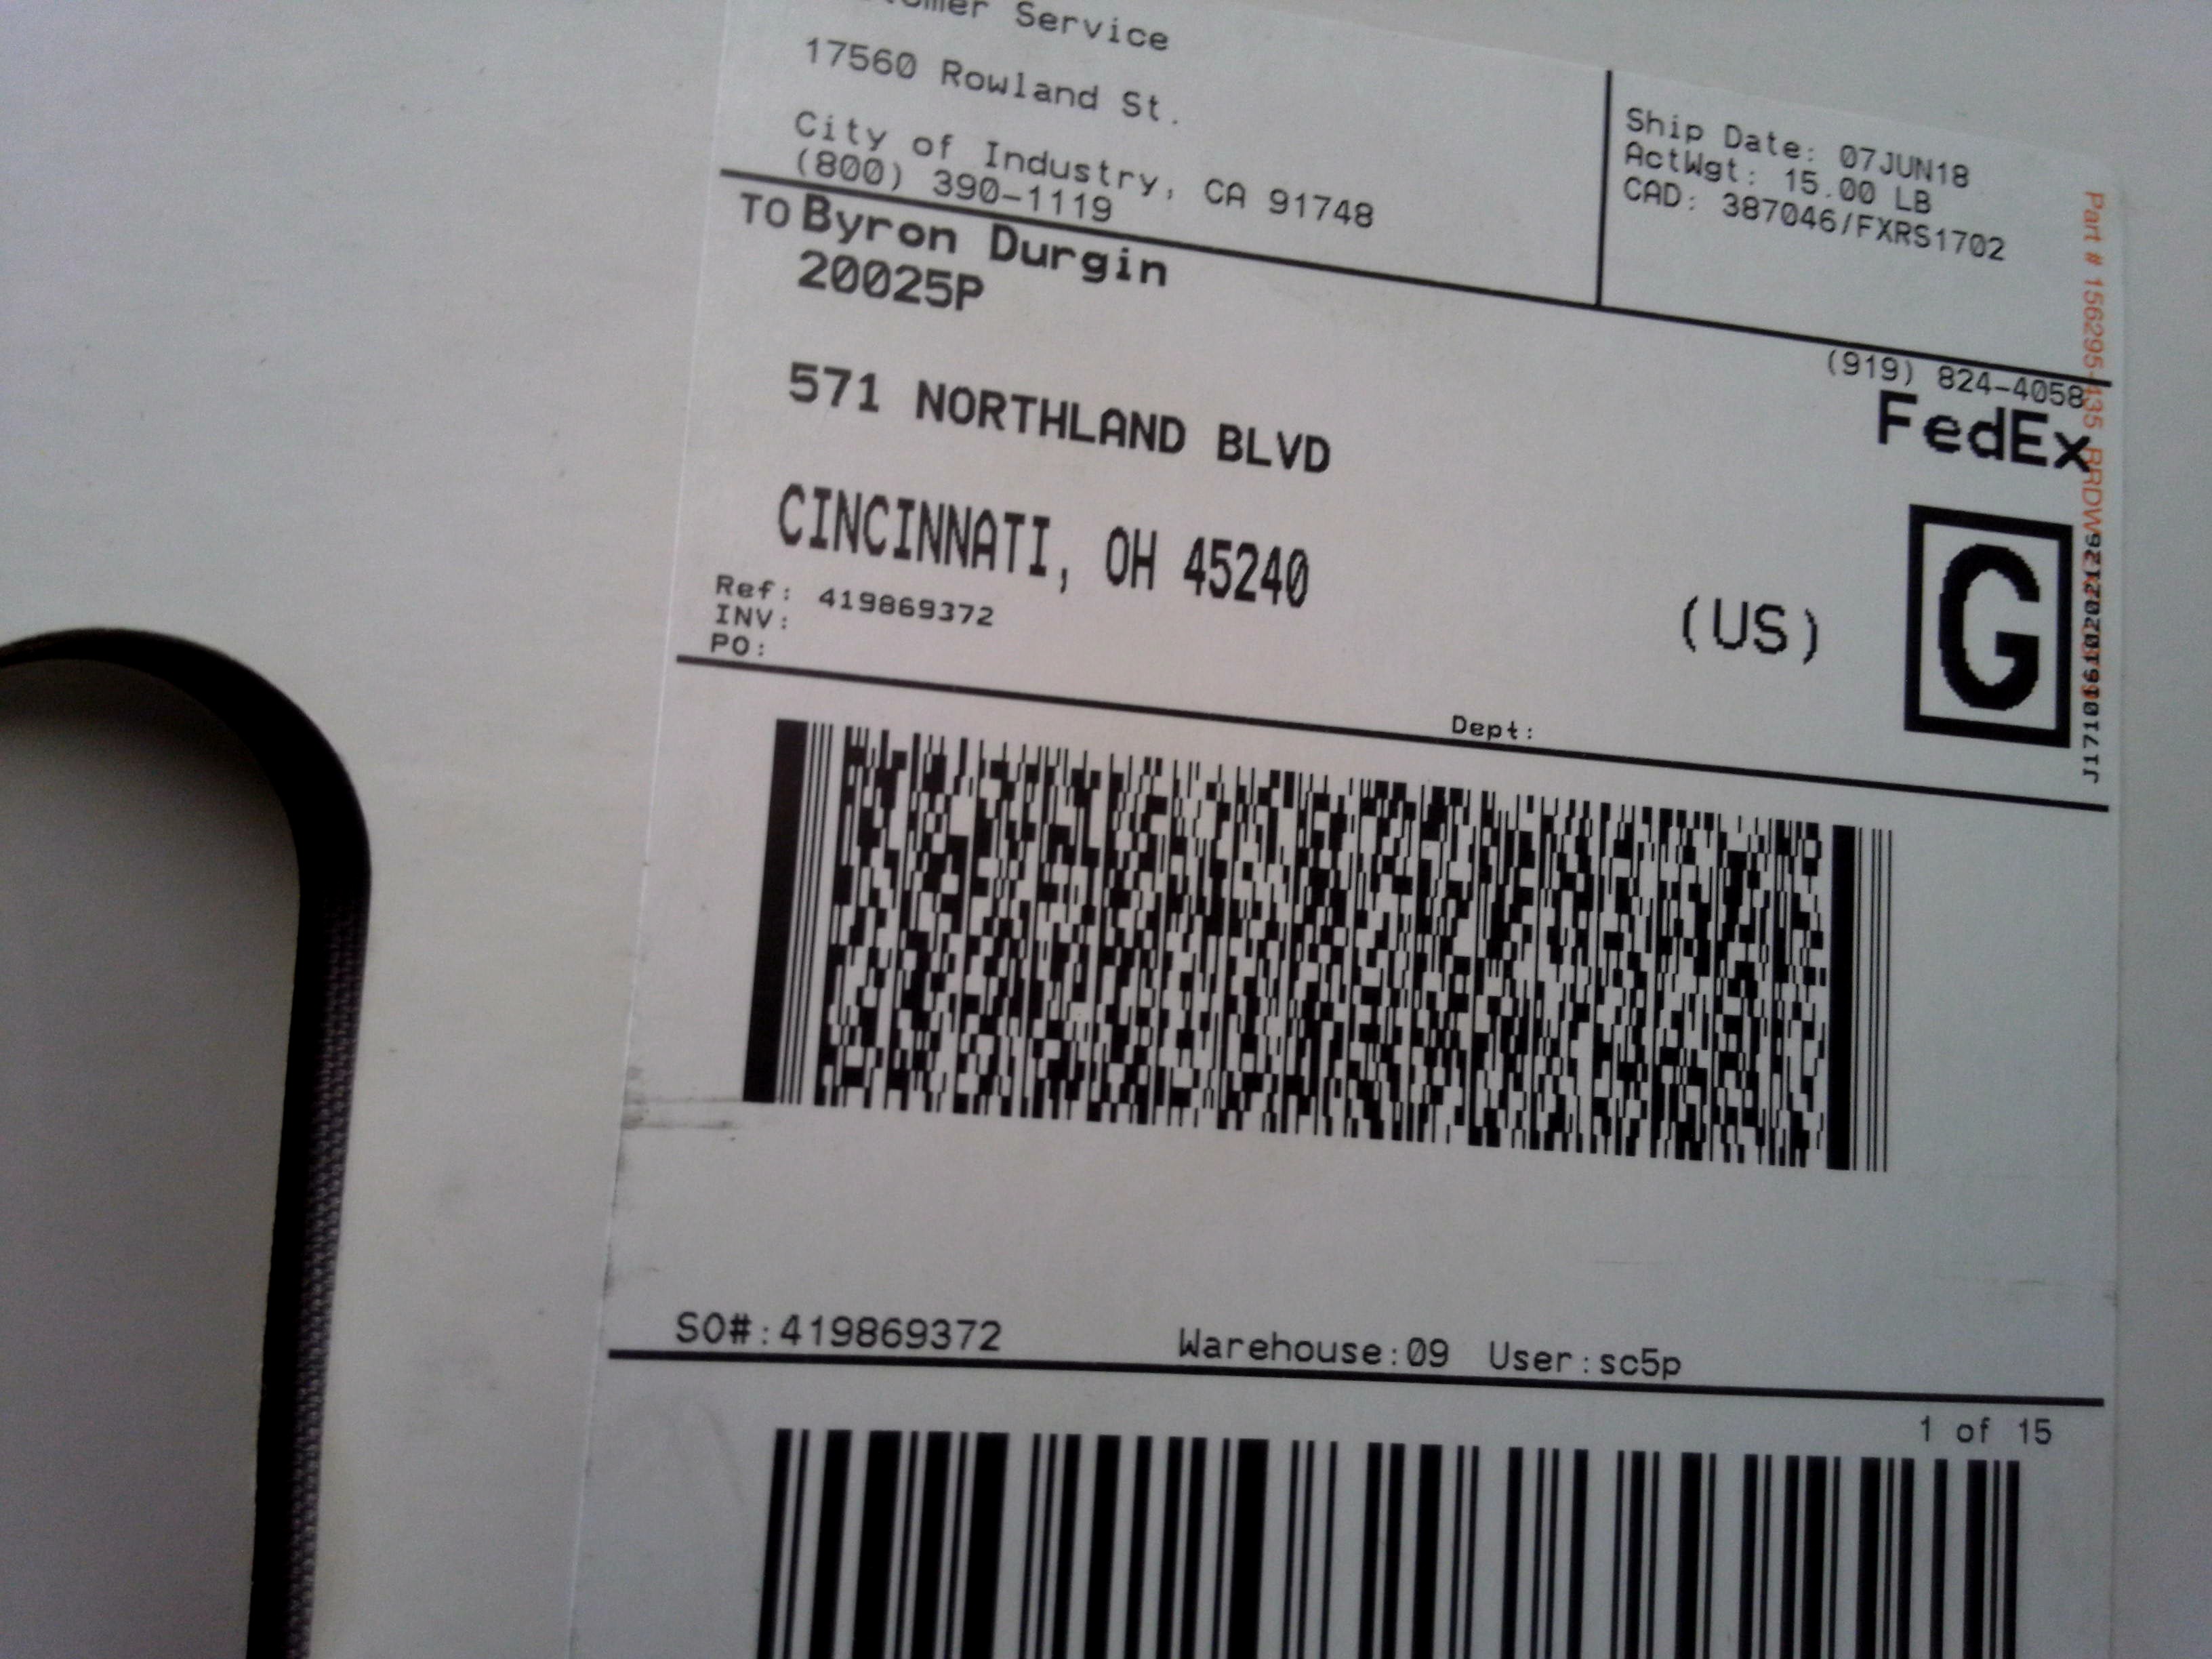 Service
17560 Rowland St.
City of Industry, CA 91748
(800) 390-1119
Ship Date: 07JUN18
ActWgt: 15.00 LB
CAD: 387046/FXRS1702
TO Byron Durgin
20025P
571 NORTHLAND BLVD
CINCINNATI, OH 45240
(919) 824-4058
FedEx
G
(US)
Ref: 419869372
INV:
PO:
Dept:
Part #
SO#:419869372 Warehouse:09 User:sc5p
1 of 15